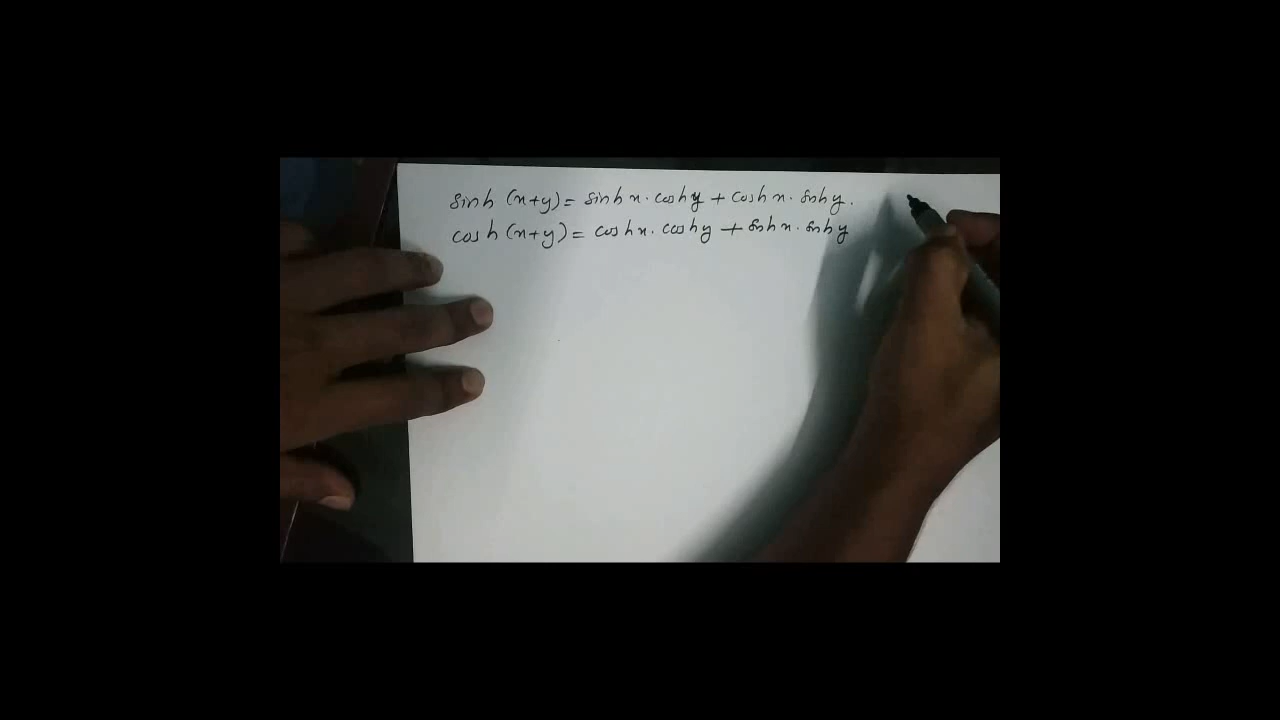 sinh (x+y) = sinh x . cosh y + cosh x . sinh y .
cosh (x+y) = cosh x . cosh y + sinh x . sinh y